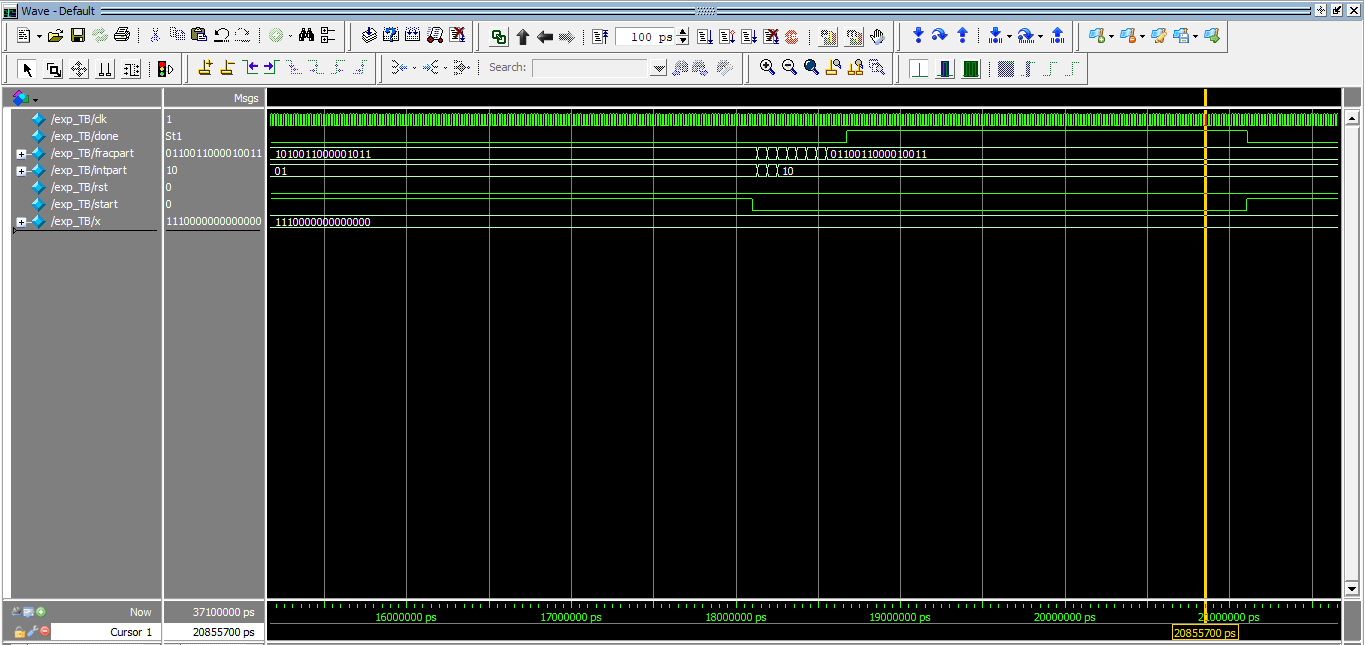 Wave - Default
100 ps
Search:
Msgs
/exp_TB/clk 1
/exp_TB/done St1
/exp_TB/fracpart 0110011000010011 1010011000001011 0110011000010011
/exp_TB/intpart 10 01 10
/exp_TB/rst 0
/exp_TB/start 0
/exp_TB/x 1110000000000000 1110000000000000
Now 37100000 ps 16000000 ps 17000000 ps 18000000 ps 19000000 ps 20000000 ps 21000000 ps
Cursor 1 20855700 ps 20855700 ps